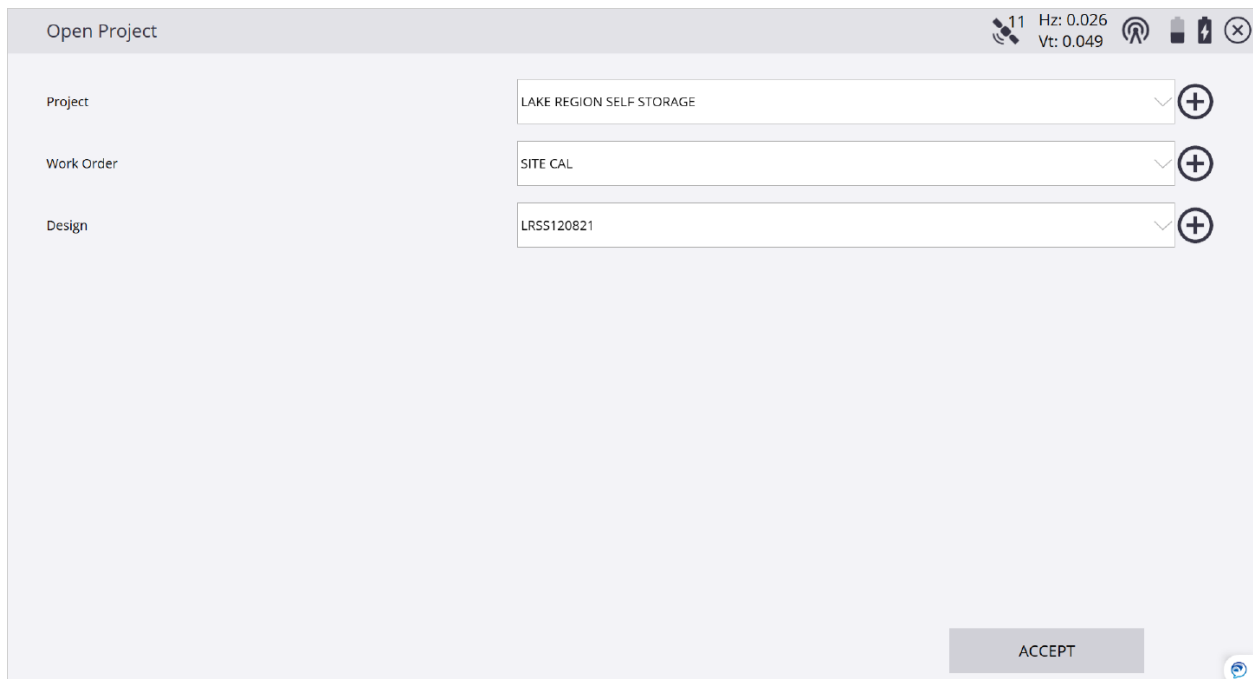 Open Project
11
Hz: 0.026
Vt: 0.049
Project
LAKE REGION SELF STORAGE
Work Order
SITE CAL
Design
LRSS120821
ACCEPT